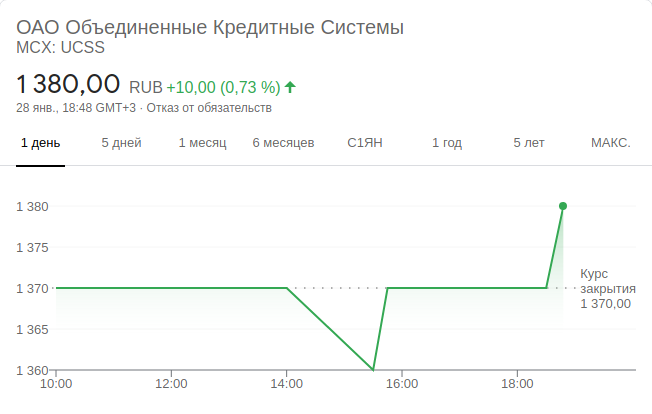 ОАО Объединенные Кредитные Системы
MCX: UCSS
1 380,00 RUB +10,00 (0,73 %)
28 янв., 18:48 GMT+3 · Отказ от обязательств
1 день 5 дней 1 месяц 6 месяцев С1ЯН 1 год 5 лет МАКС.
1 380
1 375
1 370
1 365
1 360
Курс
закрытия
1 370,00
10:00 12:00 14:00 16:00 18:00